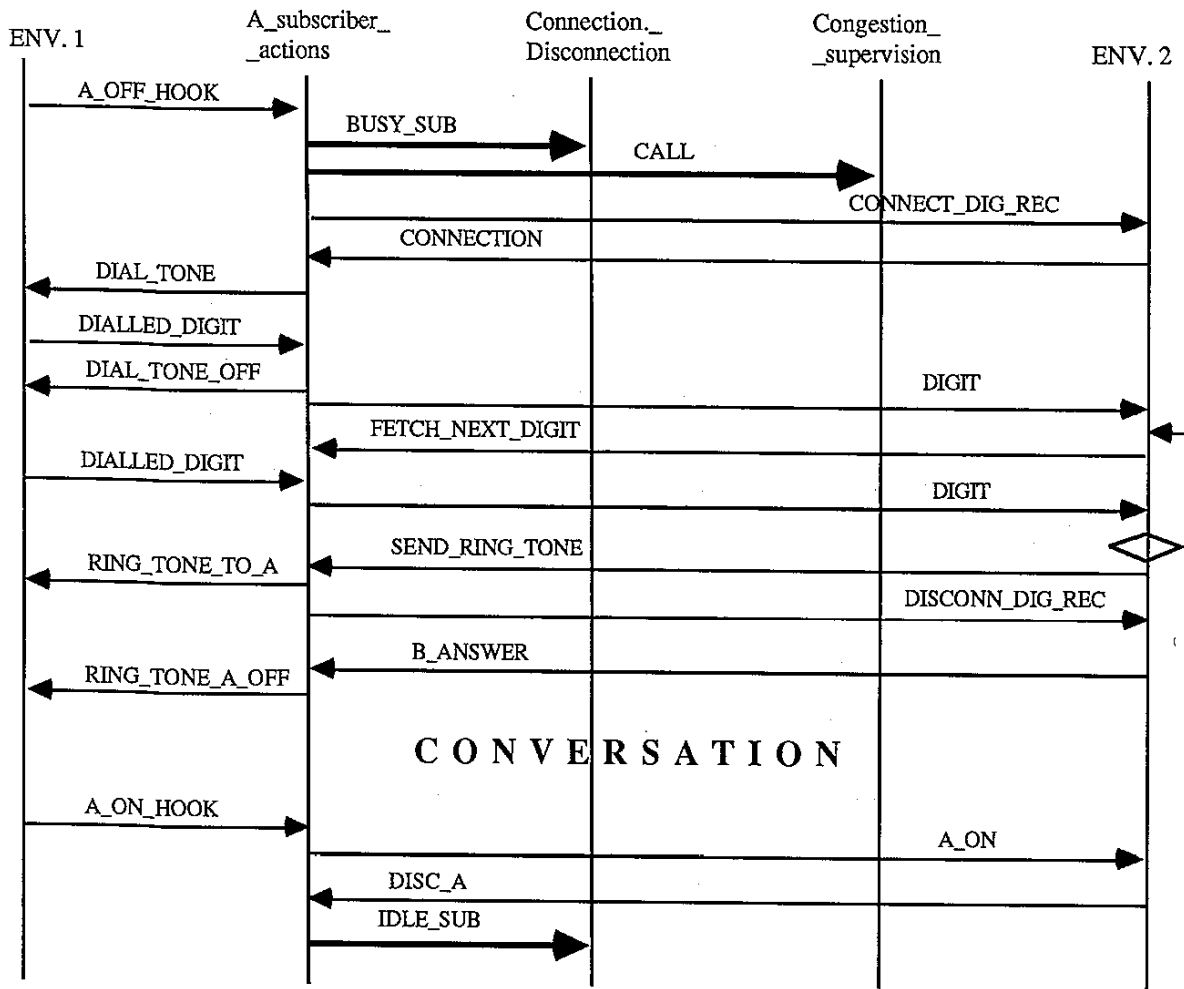 ENV. 1
A_subscriber_
_actions
Connection._
Disconnection
Congestion_
_supervision
ENV. 2
A_OFF_HOOK
BUSY_SUB
CALL
CONNECT_DIG_REC
CONNECTION
DIAL_TONE
DIALLED_DIGIT
DIAL_TONE_OFF
DIGIT
FETCH_NEXT_DIGIT
DIALLED_DIGIT
DIGIT
SEND_RING_TONE
RING_TONE_TO_A
DISCONN_DIG_REC
B_ANSWER
RING_TONE_A_OFF
CONVERSATION
A_ON_HOOK
A_ON
DISC_A
IDLE_SUB